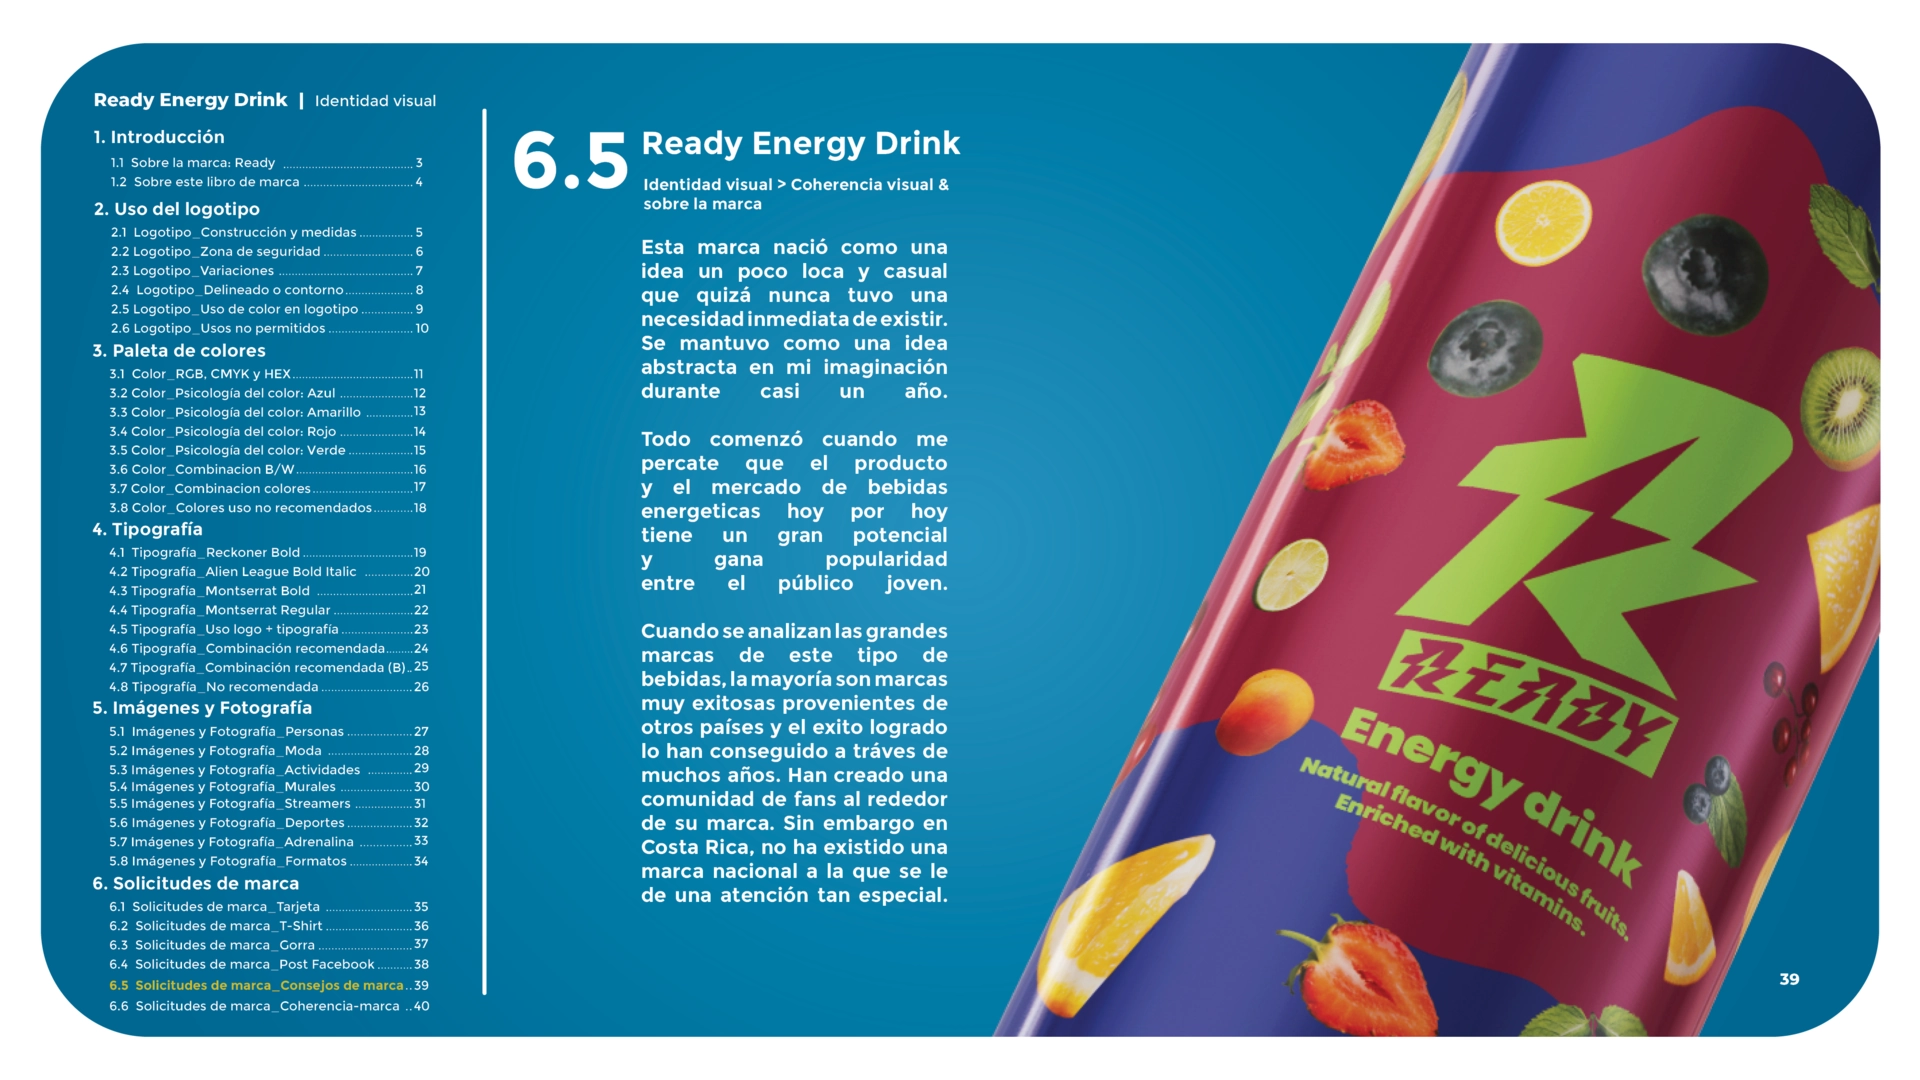 Ready Energy Drink | Identidad visual
1. Introducción
1.1 Sobre la marca: Ready ........ 3
1.2 Sobre este libro de marca ........ 4
2. Uso del logotipo
2.1 Logotipo_Construcción y medidas ........ 5
2.2 Logotipo_Zona de seguridad ........ 6
2.3 Logotipo_Variaciones ........ 7
2.4 Logotipo_Delineado o contorno ........ 8
2.5 Logotipo_Uso de color en logotipo ........ 9
2.6 Logotipo_Usos no permitidos ........ 10
3. Paleta de colores
3.1 Color_RGB, CMYK y HEX ........ 11
3.2 Color_Psicología del color: Azul ........ 12
3.3 Color_Psicología del color: Amarillo ........ 13
3.4 Color_Psicología del color: Rojo ........ 14
3.5 Color_Psicología del color: Verde ........ 15
3.6 Color_Combinacion B/W ........ 16
3.7 Color_Combinacion colores ........ 17
3.8 Color_Colores uso no recomendados ........ 18
4. Tipografía
4.1 Tipografía_Reckoner Bold ........ 19
4.2 Tipografía_Alien League Bold Italic ........ 20
4.3 Tipografía_Montserrat Bold ........ 21
4.4 Tipografía_Montserrat Regular ........ 22
4.5 Tipografía_Uso logo + tipografía ........ 23
4.6 Tipografía_Combinación recomendada ........ 24
4.7 Tipografía_Combinación recomendada (B) .. 25
4.8 Tipografía_No recomendada ........ 26
5. Imágenes y Fotografía
5.1 Imágenes y Fotografía_Personas ........ 27
5.2 Imágenes y Fotografía_Moda ........ 28
5.3 Imágenes y Fotografía_Actividades ........ 29
5.4 Imágenes y Fotografía_Murales ........ 30
5.5 Imágenes y Fotografía_Streamers ........ 31
5.6 Imágenes y Fotografía_Deportes ........ 32
5.7 Imágenes y Fotografía_Adrenalina ........ 33
5.8 Imágenes y Fotografía_Formatos ........ 34
6. Solicitudes de marca
6.1 Solicitudes de marca_Tarjeta ........ 35
6.2 Solicitudes de marca_T-Shirt ........ 36
6.3 Solicitudes de marca_Gorra ........ 37
6.4 Solicitudes de marca_Post Facebook ........ 38
6.5 Solicitudes de marca_Consejos de marca .. 39
6.6 Solicitudes de marca_Coherencia-marca .. 40
6.5 Ready Energy Drink
Identidad visual > Coherencia visual &
sobre la marca
Esta marca nació como una
idea un poco loca y casual
que quizá nunca tuvo una
necesidad inmediata de existir.
Se mantuvo como una idea
abstracta en mi imaginación
durante casi un año.
Todo comenzó cuando me
percate que el producto
y el mercado de bebidas
energeticas hoy por hoy
tiene un gran potencial
y gana popularidad
entre el público joven.
Cuando se analizan las grandes
marcas de este tipo de
bebidas, la mayoría son marcas
muy exitosas provenientes de
otros países y el exito logrado
lo han conseguido a tráves de
muchos años. Han creado una
comunidad de fans al rededor
de su marca. Sin embargo en
Costa Rica, no ha existido una
marca nacional a la que se le
de una atención tan especial.
READY
Energy drink
Natural flavor of delicious fruits.
Enriched with vitamins.
39